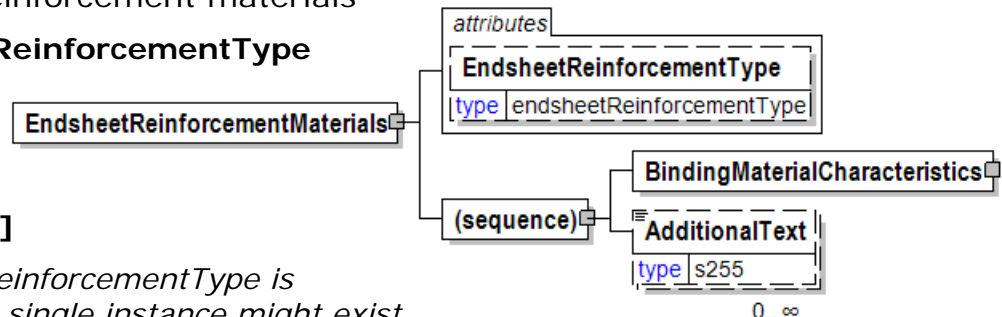 einforcement materials
ReinforcementType
]
einforcementType is
single instance might exist
attributes
EndsheetReinforcementType
type endsheetReinforcementType
EndsheetReinforcementMaterials
BindingMaterialCharacteristics
(sequence)
AdditionalText
type s255
0..∞